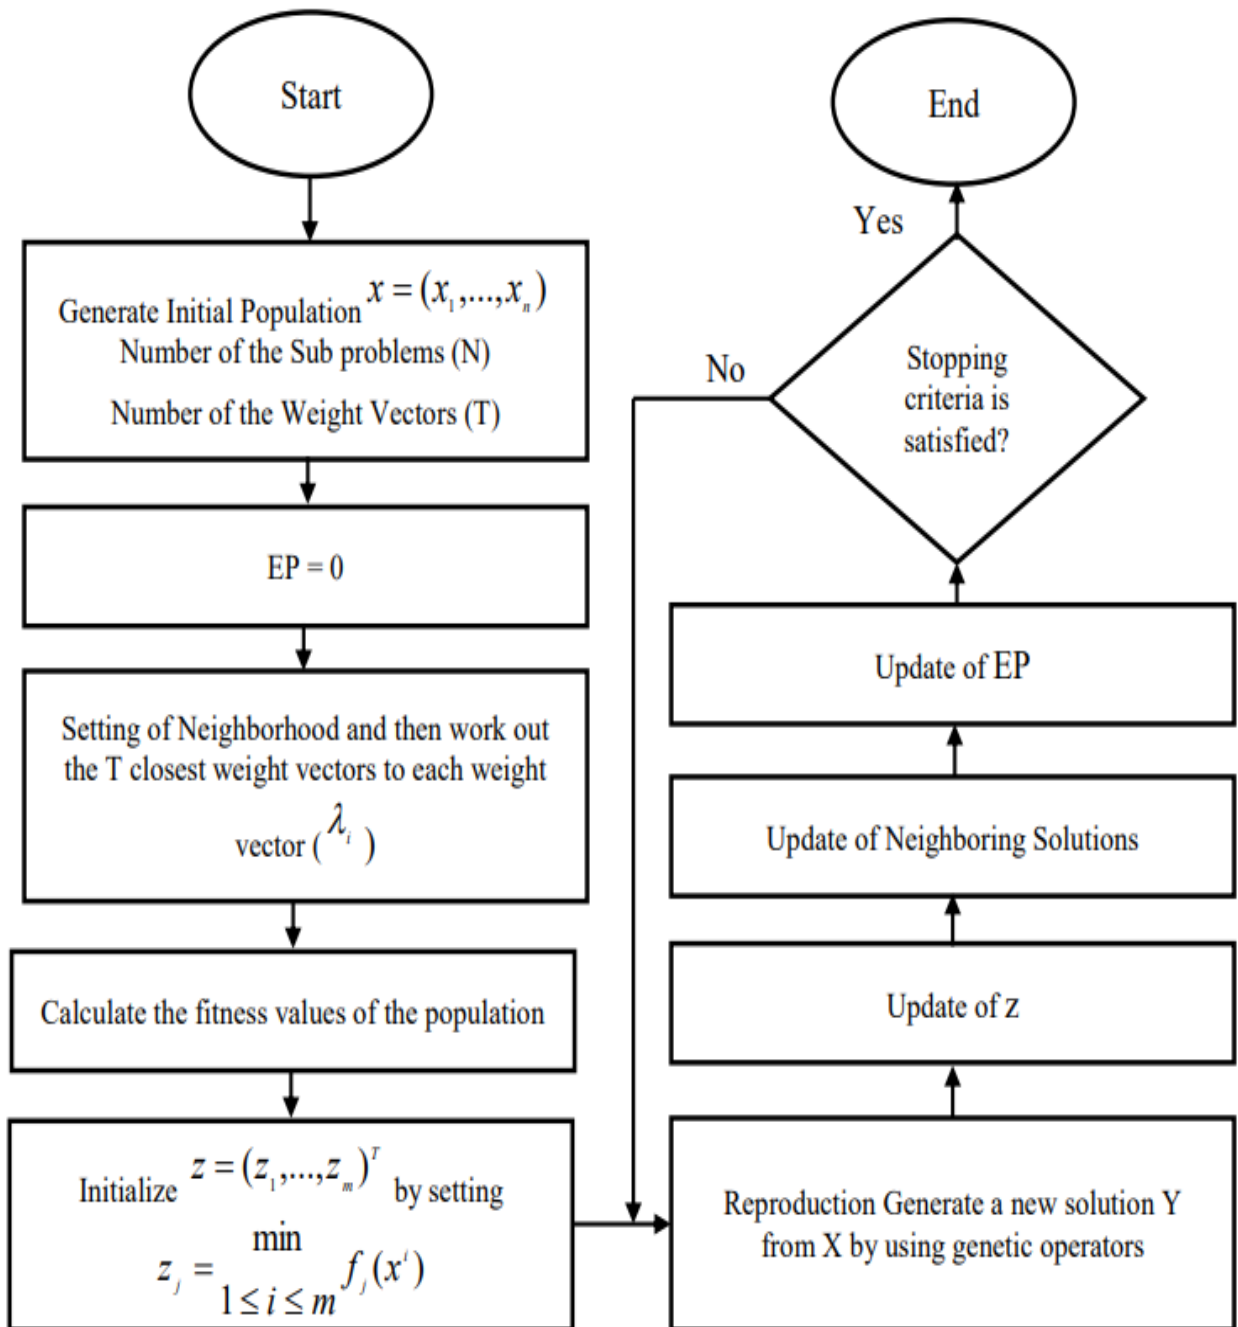 Start
Generate Initial Population x = (x₁,...,xₙ)
Number of the Sub problems (N)
Number of the Weight Vectors (T)
EP = 0
Setting of Neighborhood and then work out
the T closest weight vectors to each weight
vector ( λᵢ )
Calculate the fitness values of the population
Initialize z = (z₁,...,zₘ)ᵀ by setting
min
zⱼ = fⱼ(xⁱ)
1 ≤ i ≤ m
Reproduction Generate a new solution Y
from X by using genetic operators
Update of z
Update of Neighboring Solutions
Update of EP
Stopping
criteria is
satisfied?
No
Yes
End